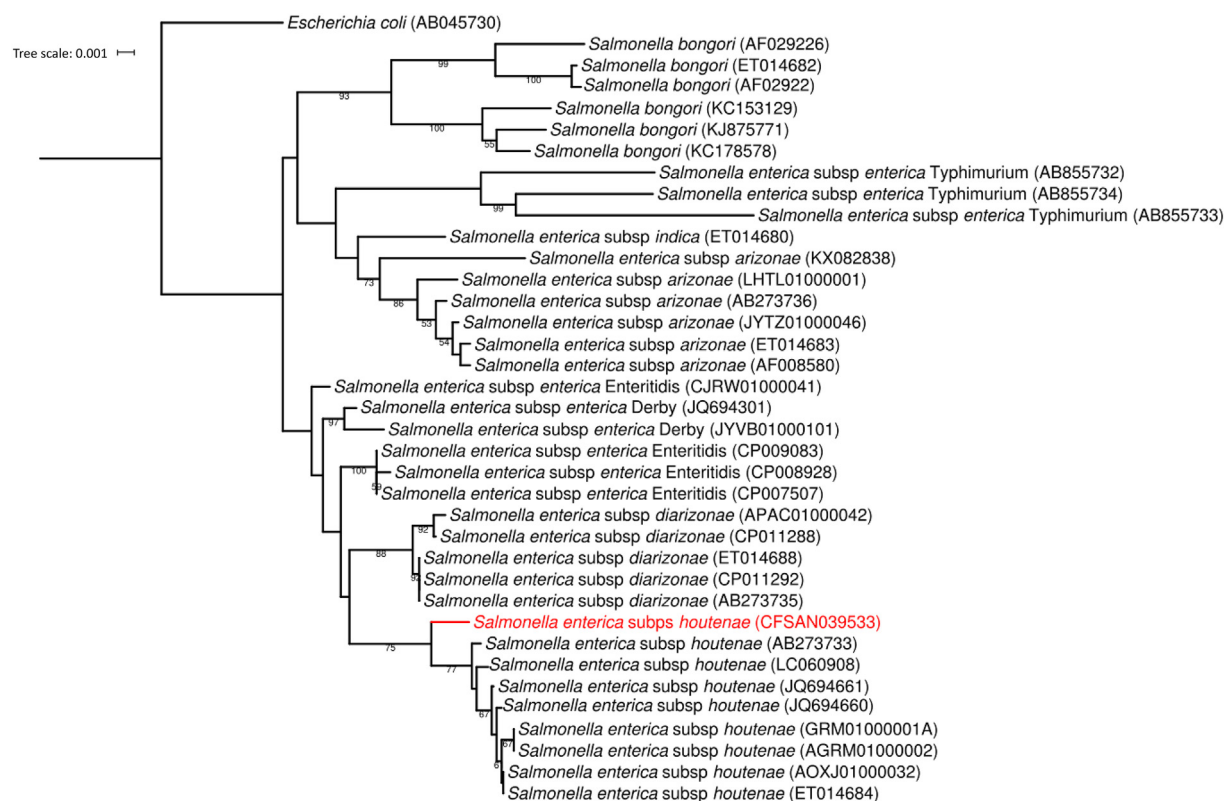 Escherichia coli (AB045730)
Tree scale: 0.001
Salmonella bongori (AF029226)
99
Salmonella bongori (ET014682)
100
Salmonella bongori (AF02922)
93
Salmonella bongori (KC153129)
100
Salmonella bongori (KJ875771)
55
Salmonella bongori (KC178578)
Salmonella enterica subsp enterica Typhimurium (AB855732)
Salmonella enterica subsp enterica Typhimurium (AB855734)
99
Salmonella enterica subsp enterica Typhimurium (AB855733)
Salmonella enterica subsp indica (ET014680)
Salmonella enterica subsp arizonae (KX082838)
73
Salmonella enterica subsp arizonae (LHTL01000001)
86
Salmonella enterica subsp arizonae (AB273736)
53
Salmonella enterica subsp arizonae (JYTZ01000046)
54
Salmonella enterica subsp arizonae (ET014683)
Salmonella enterica subsp arizonae (AF008580)
Salmonella enterica subsp enterica Enteritidis (CJRW01000041)
Salmonella enterica subsp enterica Derby (JQ694301)
97
Salmonella enterica subsp enterica Derby (JYVB01000101)
Salmonella enterica subsp enterica Enteritidis (CP009083)
100
Salmonella enterica subsp enterica Enteritidis (CP008928)
59
Salmonella enterica subsp enterica Enteritidis (CP007507)
Salmonella enterica subsp diarizonae (APAC01000042)
92
Salmonella enterica subsp diarizonae (CP011288)
88
Salmonella enterica subsp diarizonae (ET014688)
Salmonella enterica subsp diarizonae (CP011292)
Salmonella enterica subsp diarizonae (AB273735)
Salmonella enterica subps houtenae (CFSAN039533)
75
Salmonella enterica subsp houtenae (AB273733)
77
Salmonella enterica subsp houtenae (LC060908)
Salmonella enterica subsp houtenae (JQ694661)
Salmonella enterica subsp houtenae (JQ694660)
67
Salmonella enterica subsp houtenae (GRM01000001A)
67
Salmonella enterica subsp houtenae (AGRM01000002)
Salmonella enterica subsp houtenae (AOXJ01000032)
Salmonella enterica subsp houtenae (ET014684)